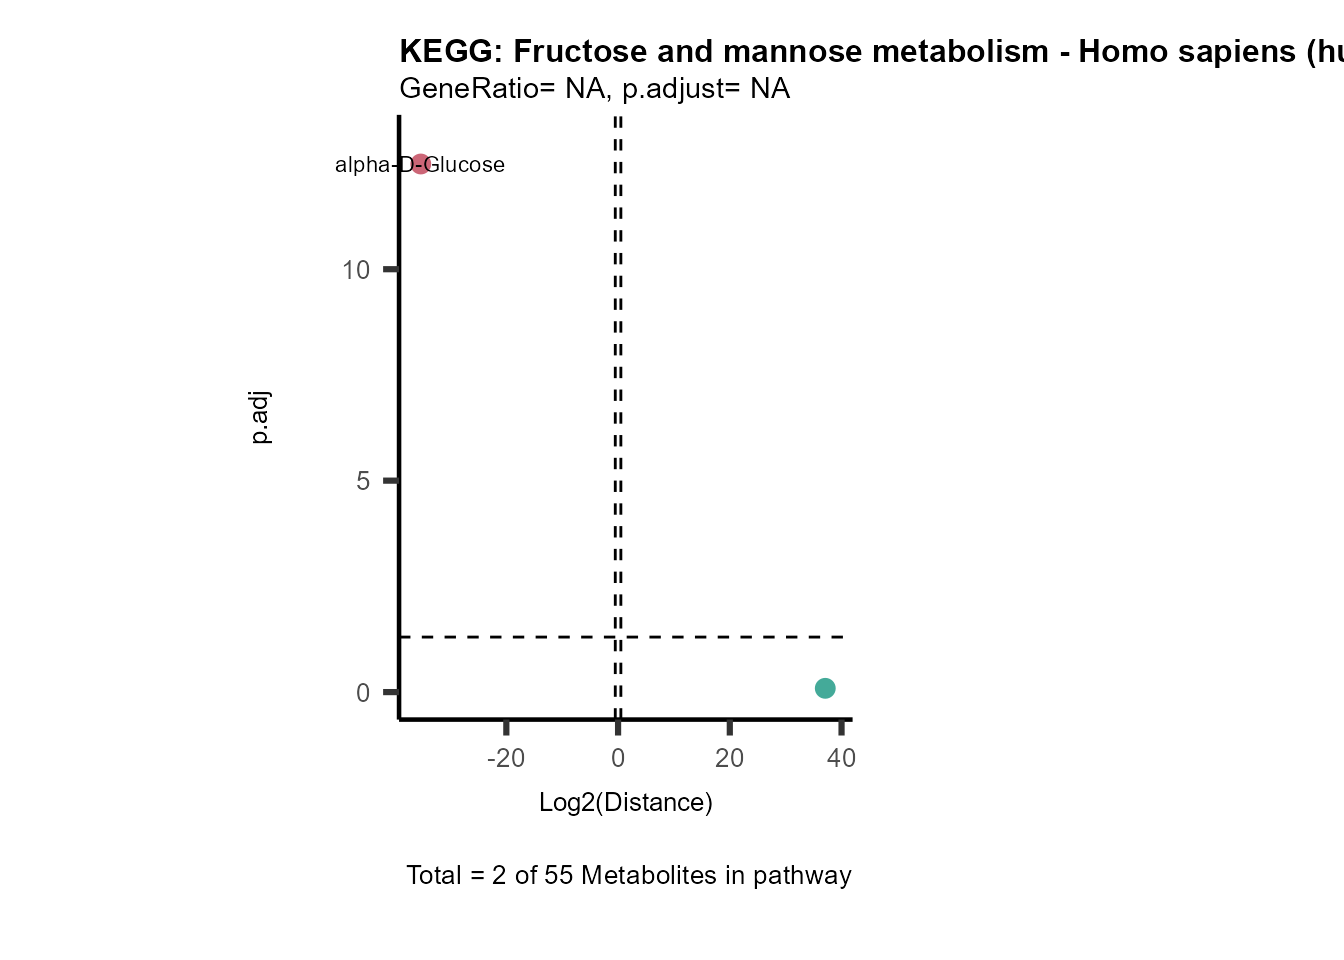 KEGG: Fructose and mannose metabolism - Homo sapiens (hu
GeneRatio= NA, p.adjust= NA
alpha-D-Glucose
10
5
0
p.adj
-20 0 20 40
Log2(Distance)
Total = 2 of 55 Metabolites in pathway